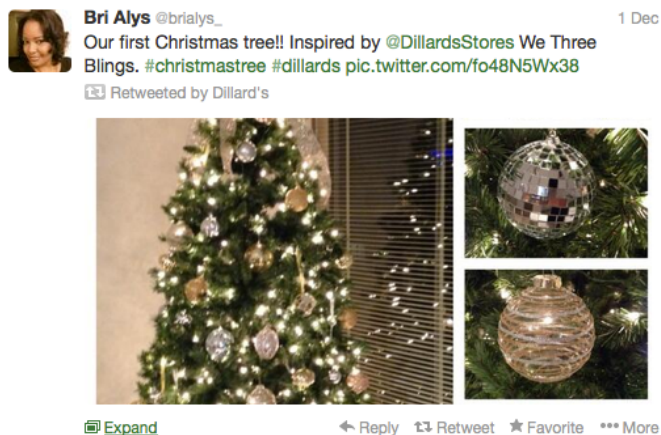 Bri Alys @brialys_ 1 Dec
Our first Christmas tree!! Inspired by @DillardsStores We Three
Blings. #christmastree #dillards pic.twitter.com/fo48N5Wx38
Retweeted by Dillard's
Expand Reply Retweet Favorite More